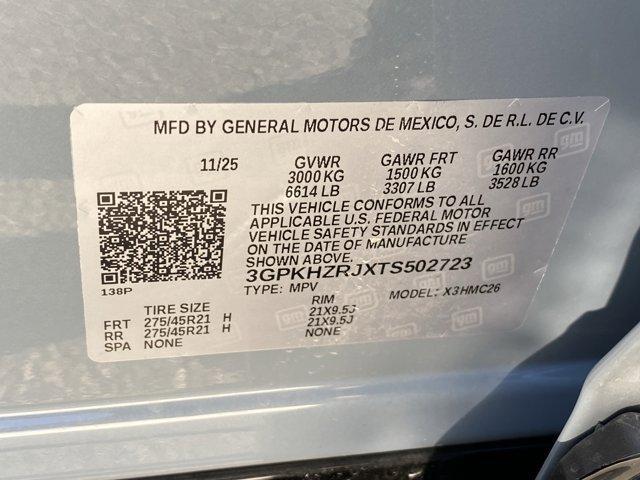 MFD BY GENERAL MOTORS DE MEXICO, S. DE R.L. DE C.V.
11/25 GVWR GAWR FRT GAWR RR
3000 KG 1500 KG 1600 KG
6614 LB 3307 LB 3528 LB
THIS VEHICLE CONFORMS TO ALL
APPLICABLE U.S. FEDERAL MOTOR
VEHICLE SAFETY STANDARDS IN EFFECT
ON THE DATE OF MANUFACTURE
SHOWN ABOVE.
3GPKHZRJXTS502723
138P TYPE: MPV MODEL: X3HMC26
TIRE SIZE RIM
FRT 275/45R21 H 21X9.5J
RR 275/45R21 H 21X9.5J
SPA NONE NONE
gm